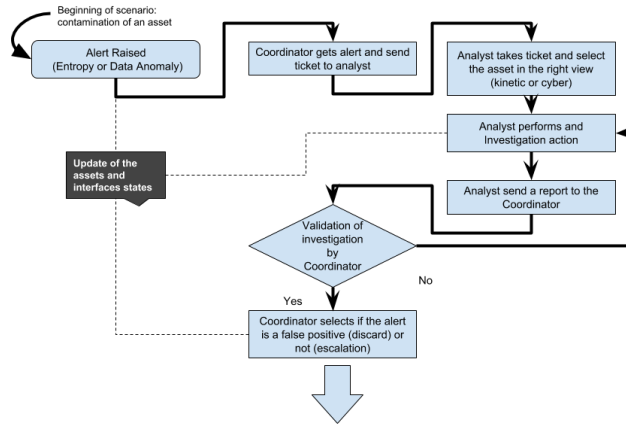 Beginning of scenario:
contamination of an asset
Alert Raised
(Entropy or Data Anomaly)
Coordinator gets alert and send
ticket to analyst
Analyst takes ticket and select
the asset in the right view
(kinetic or cyber)
Analyst performs and
Investigation action
Update of the
assets and
interfaces states
Analyst send a report to the
Coordinator
Validation of
investigation
by
Coordinator
No
Yes
Coordinator selects if the alert
is a false positive (discard) or
not (escalation)